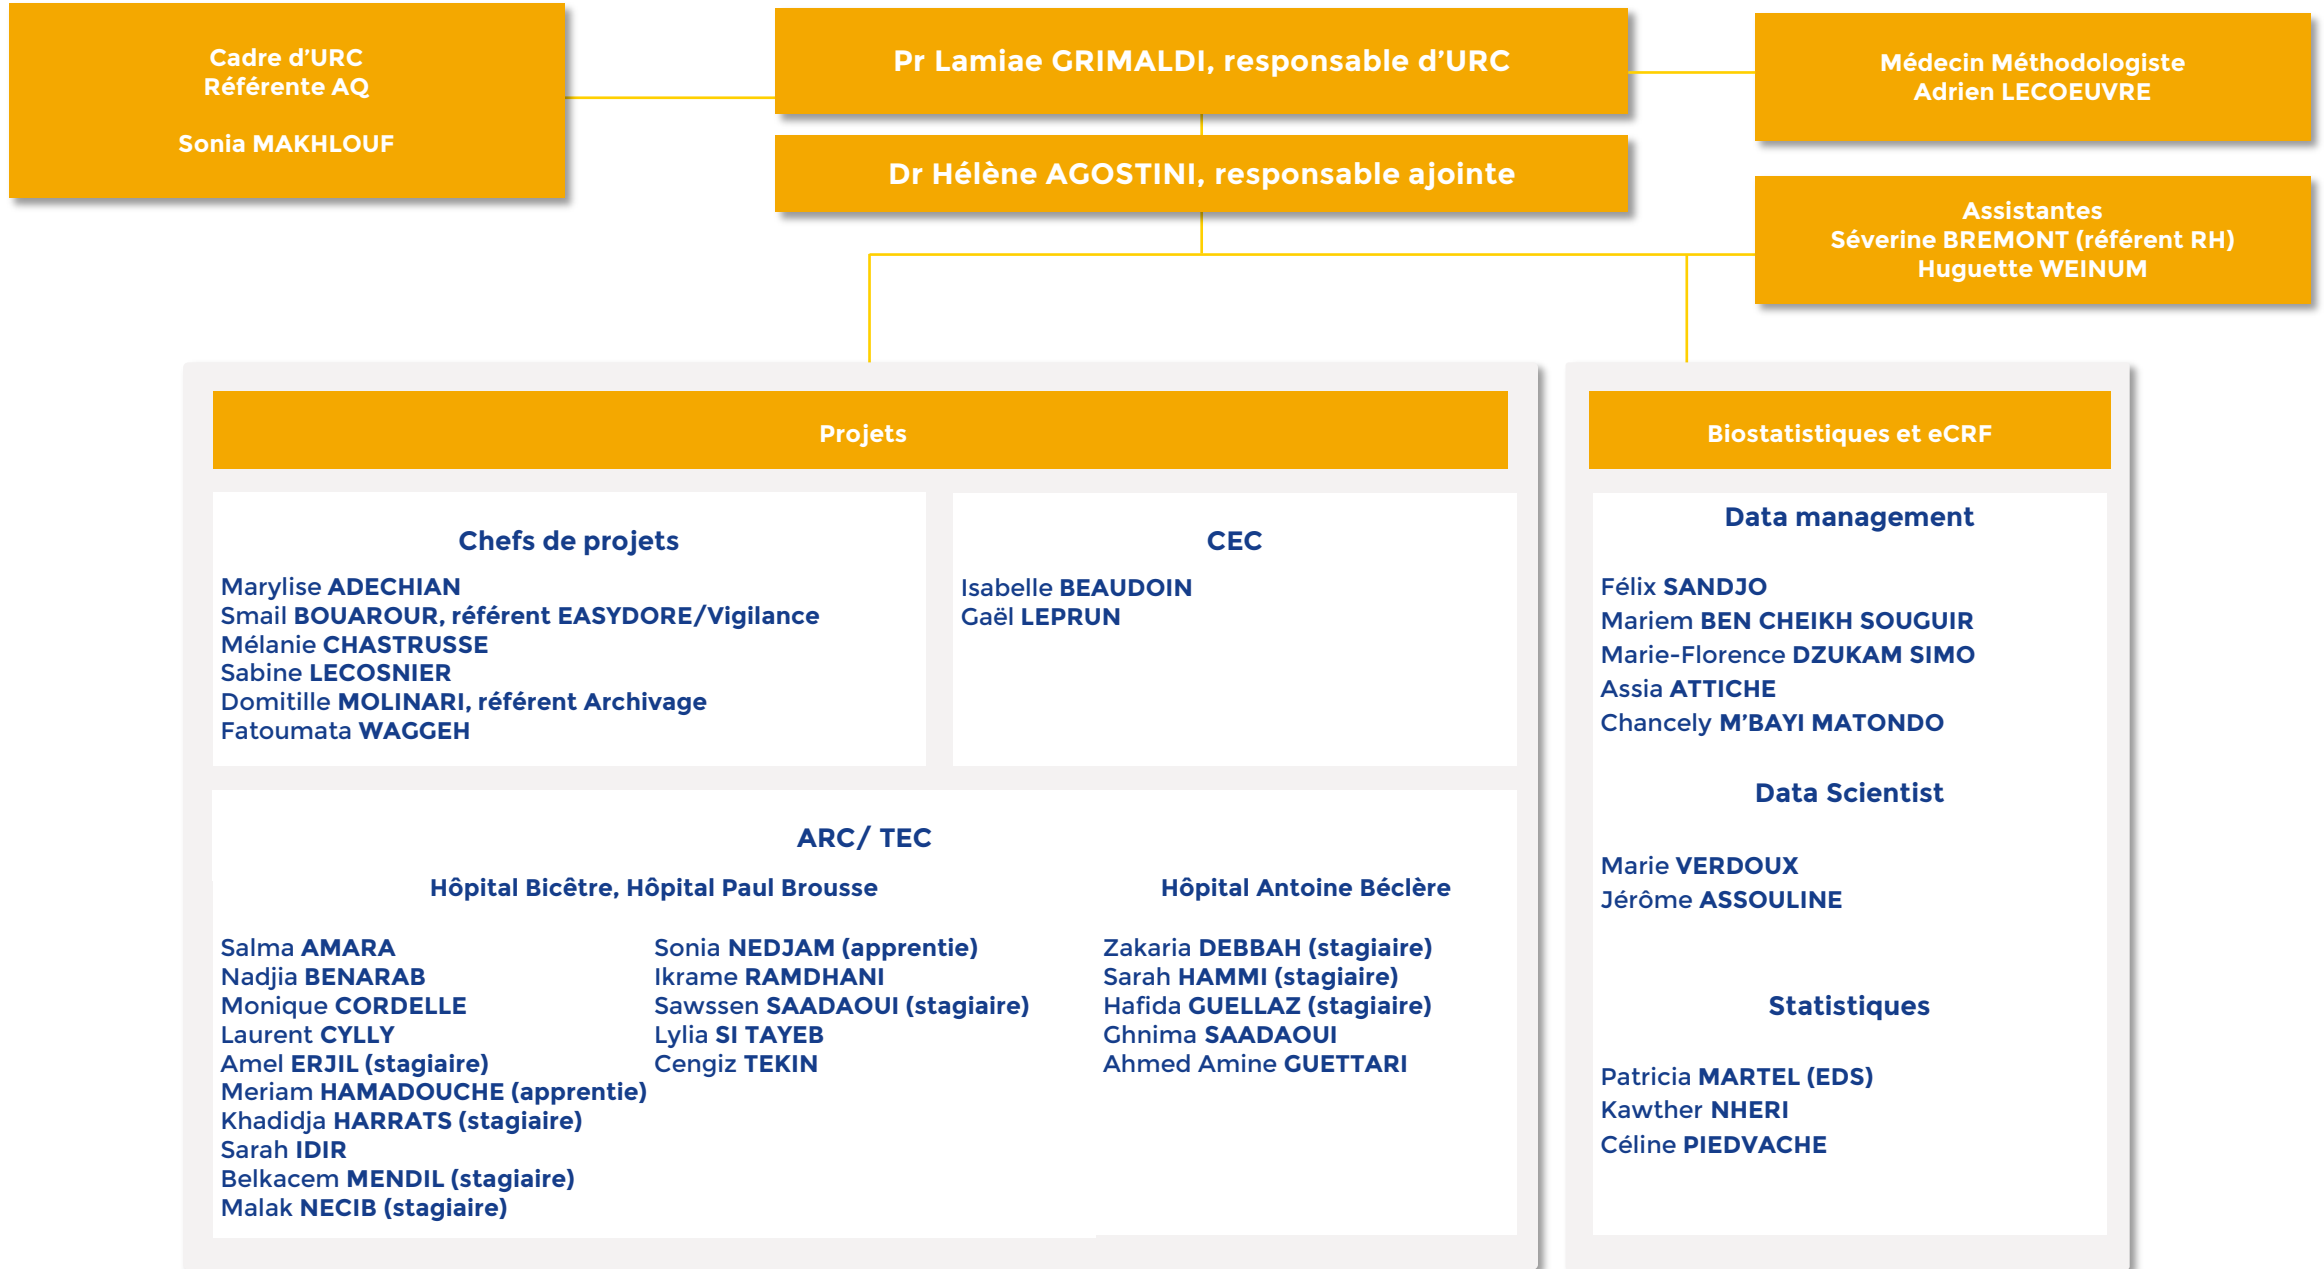 Cadre d’URC
Référente AQ
Sonia MAKHLOUF
Pr Lamiae GRIMALDI, responsable d’URC
Dr Hélène AGOSTINI, responsable ajointe
Médecin Méthodologiste
Adrien LECOEUVRE
Assistantes
Séverine BREMONT (référent RH)
Huguette WEINUM
Projets
Chefs de projets
Marylise ADECHIAN
Smail BOUAROUR, référent EASYDORE/Vigilance
Mélanie CHASTRUSSE
Sabine LECOSNIER
Domitille MOLINARI, référent Archivage
Fatoumata WAGGEH
CEC
Isabelle BEAUDOIN
Gaël LEPRUN
ARC/ TEC
Hôpital Bicêtre, Hôpital Paul Brousse
Salma AMARA
Nadjia BENARAB
Monique CORDELLE
Laurent CYLLY
Amel ERJIL (stagiaire)
Meriam HAMADOUCHE (apprentie)
Khadidja HARRATS (stagiaire)
Sarah IDIR
Belkacem MENDIL (stagiaire)
Malak NECIB (stagiaire)
Sonia NEDJAM (apprentie)
Ikrame RAMDHANI
Sawssen SAADAOUI (stagiaire)
Lylia SI TAYEB
Cengiz TEKIN
Hôpital Antoine Béclère
Zakaria DEBBAH (stagiaire)
Sarah HAMMI (stagiaire)
Hafida GUELLAZ (stagiaire)
Ghnima SAADAOUI
Ahmed Amine GUETTARI
Biostatistiques et eCRF
Data management
Félix SANDJO
Mariem BEN CHEIKH SOUGUIR
Marie-Florence DZUKAM SIMO
Assia ATTICHE
Chancely M’BAYI MATONDO
Data Scientist
Marie VERDOUX
Jérôme ASSOULINE
Statistiques
Patricia MARTEL (EDS)
Kawther NHERI
Céline PIEDVACHE